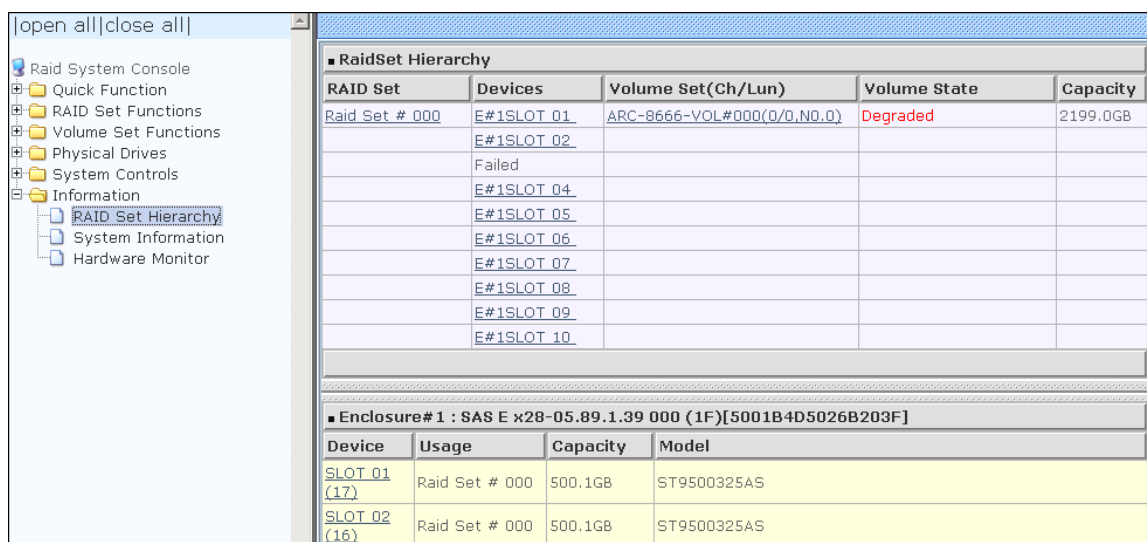 |open all|close all|
Raid System Console
Quick Function
RAID Set Functions
Volume Set Functions
Physical Drives
System Controls
Information
RAID Set Hierarchy
System Information
Hardware Monitor
RaidSet Hierarchy
RAID Set Devices Volume Set(Ch/Lun) Volume State Capacity
Raid Set # 000 E#1SLOT 01 ARC-8666-VOL#000(0/0,N0.0) Degraded 2199.0GB
E#1SLOT 02
Failed
E#1SLOT 04
E#1SLOT 05
E#1SLOT 06
E#1SLOT 07
E#1SLOT 08
E#1SLOT 09
E#1SLOT 10
Enclosure#1 : SAS E x28-05.89.1.39 000 (1F)[5001B4D5026B203F]
Device Usage Capacity Model
SLOT 01 (17) Raid Set # 000 500.1GB ST9500325AS
SLOT 02 (16) Raid Set # 000 500.1GB ST9500325AS